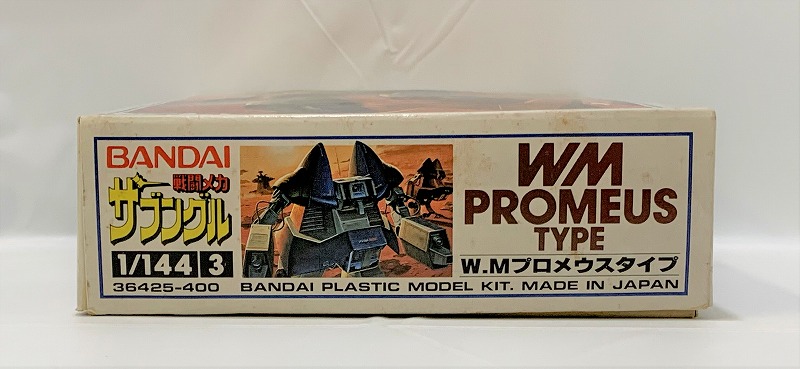 BANDAI
戦闘メカ
ザブングル
1/144 3
36425-400
WM
PROMEUS
TYPE
W.Mプロメウスタイプ
BANDAI PLASTIC MODEL KIT. MADE IN JAPAN